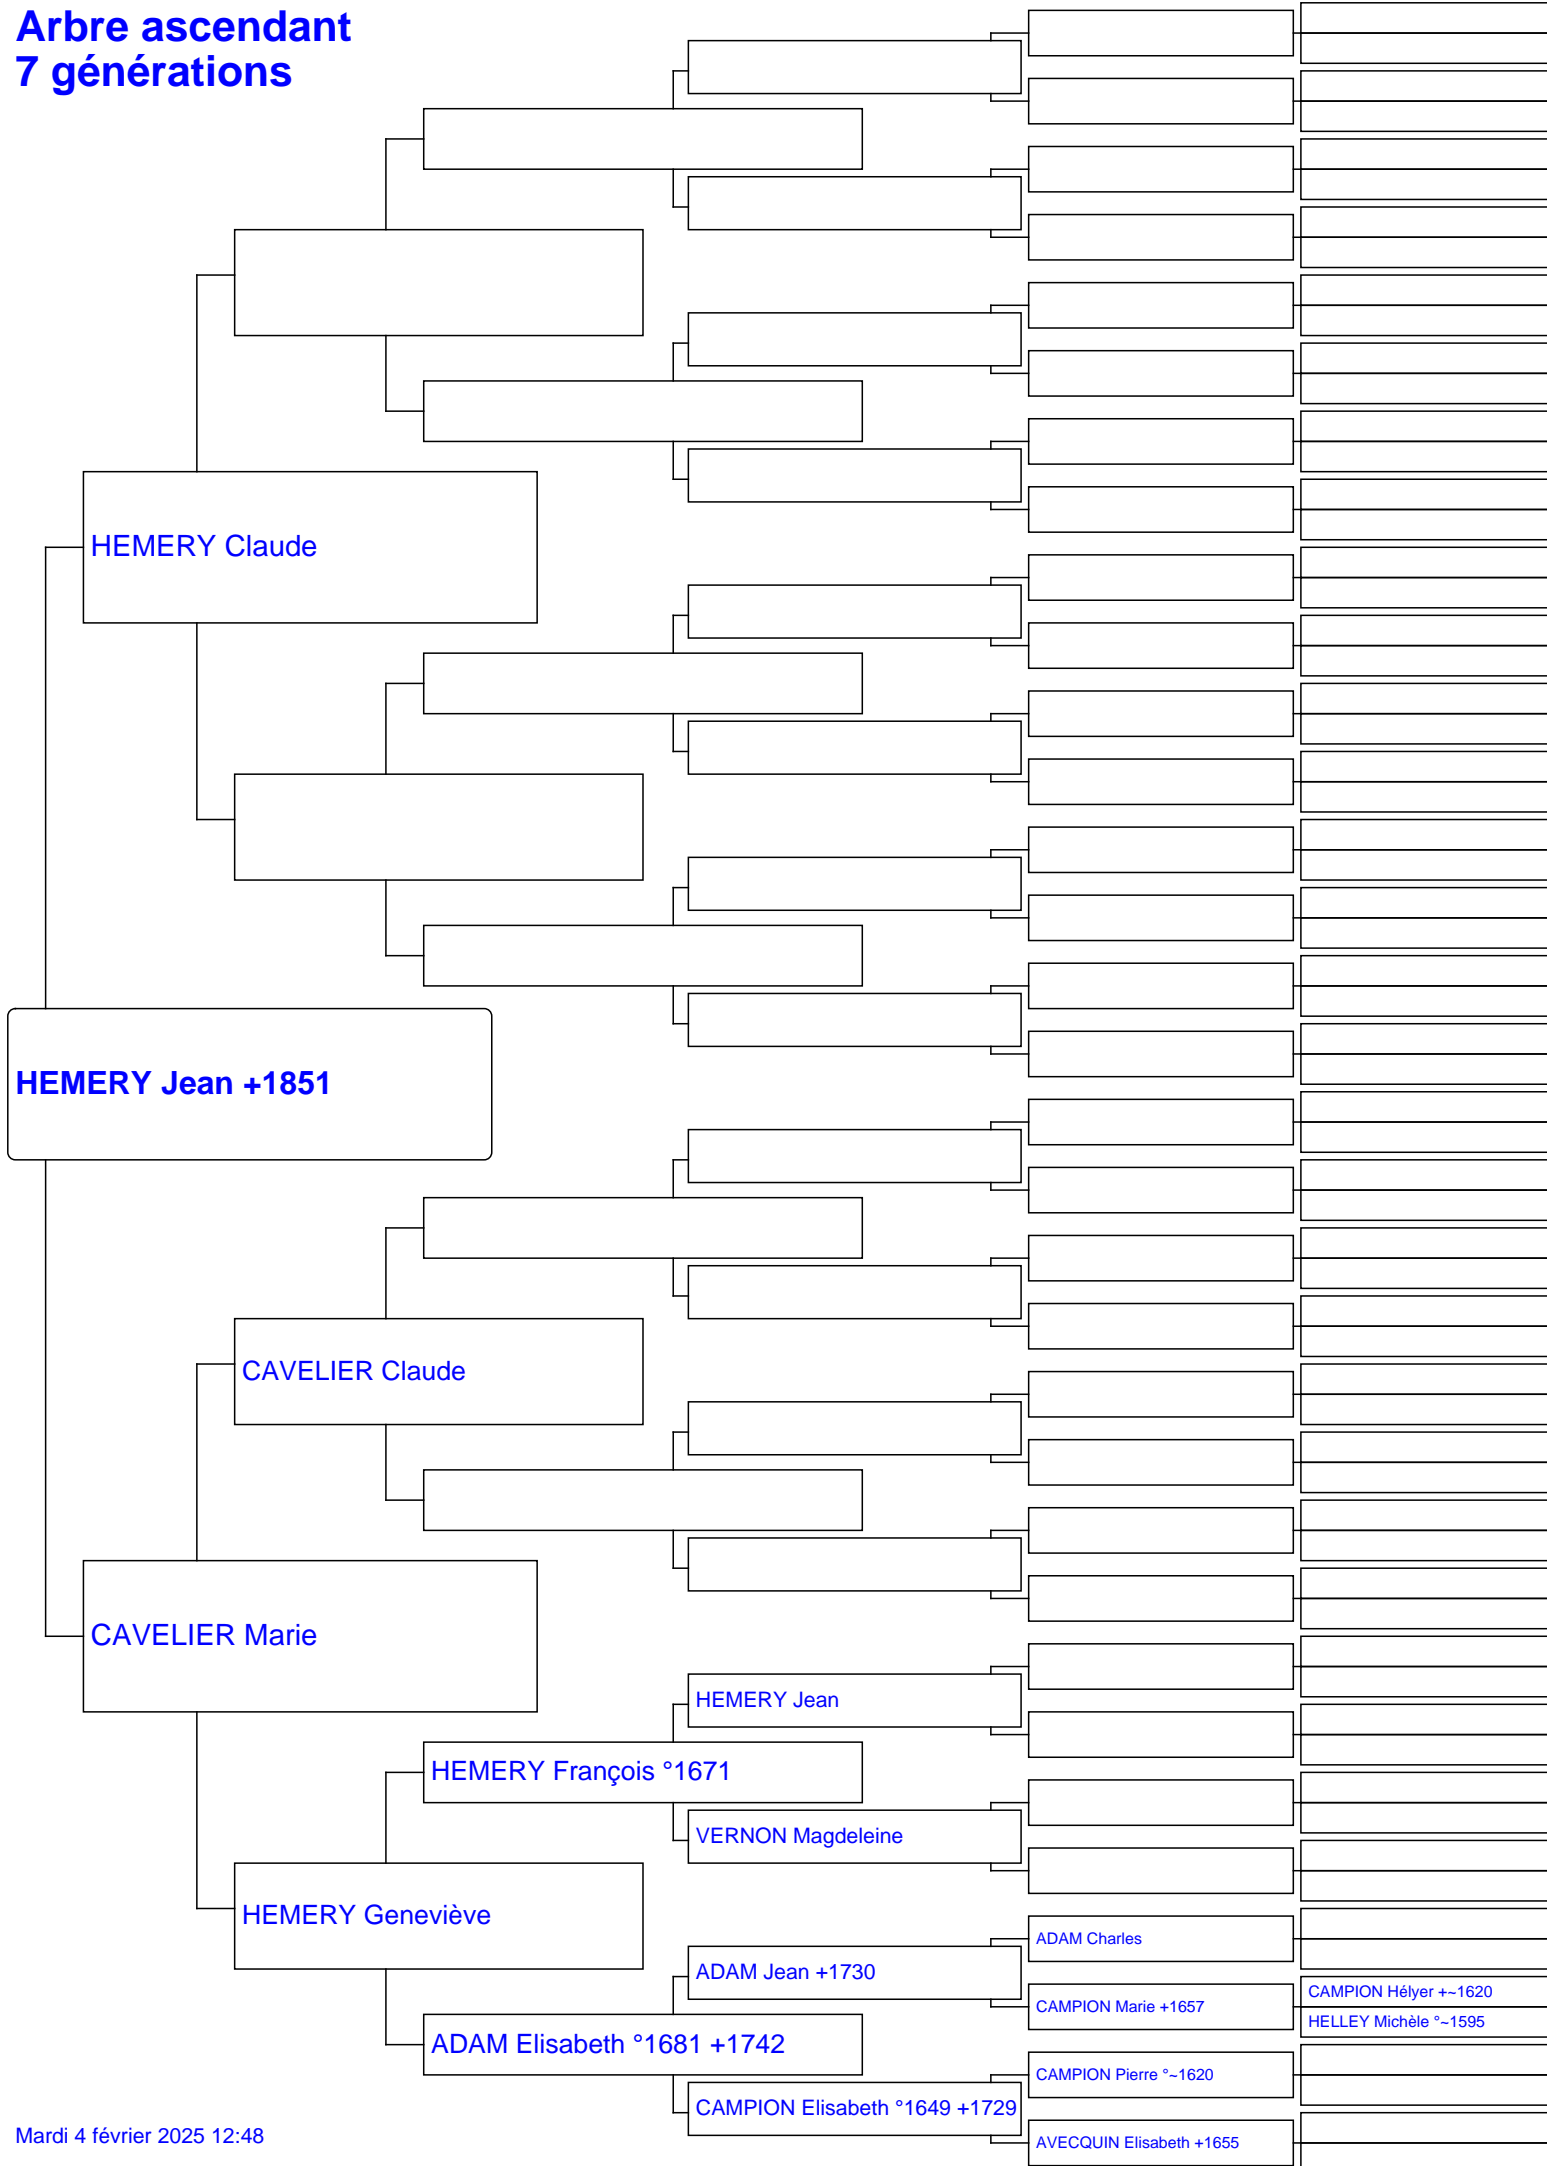 Arbre ascendant
7 générations
HEMERY Claude
HEMERY Jean +1851
CAVELIER Claude
CAVELIER Marie
HEMERY Jean
HEMERY François °1671
VERNON Magdeleine
HEMERY Geneviève
ADAM Charles
ADAM Jean +1730
CAMPION Marie +1657
CAMPION Hélyer +~1620
HELLEY Michèle °~1595
ADAM Elisabeth °1681 +1742
CAMPION Pierre °~1620
CAMPION Elisabeth °1649 +1729
AVECQUIN Elisabeth +1655
Mardi 4 février 2025 12:48